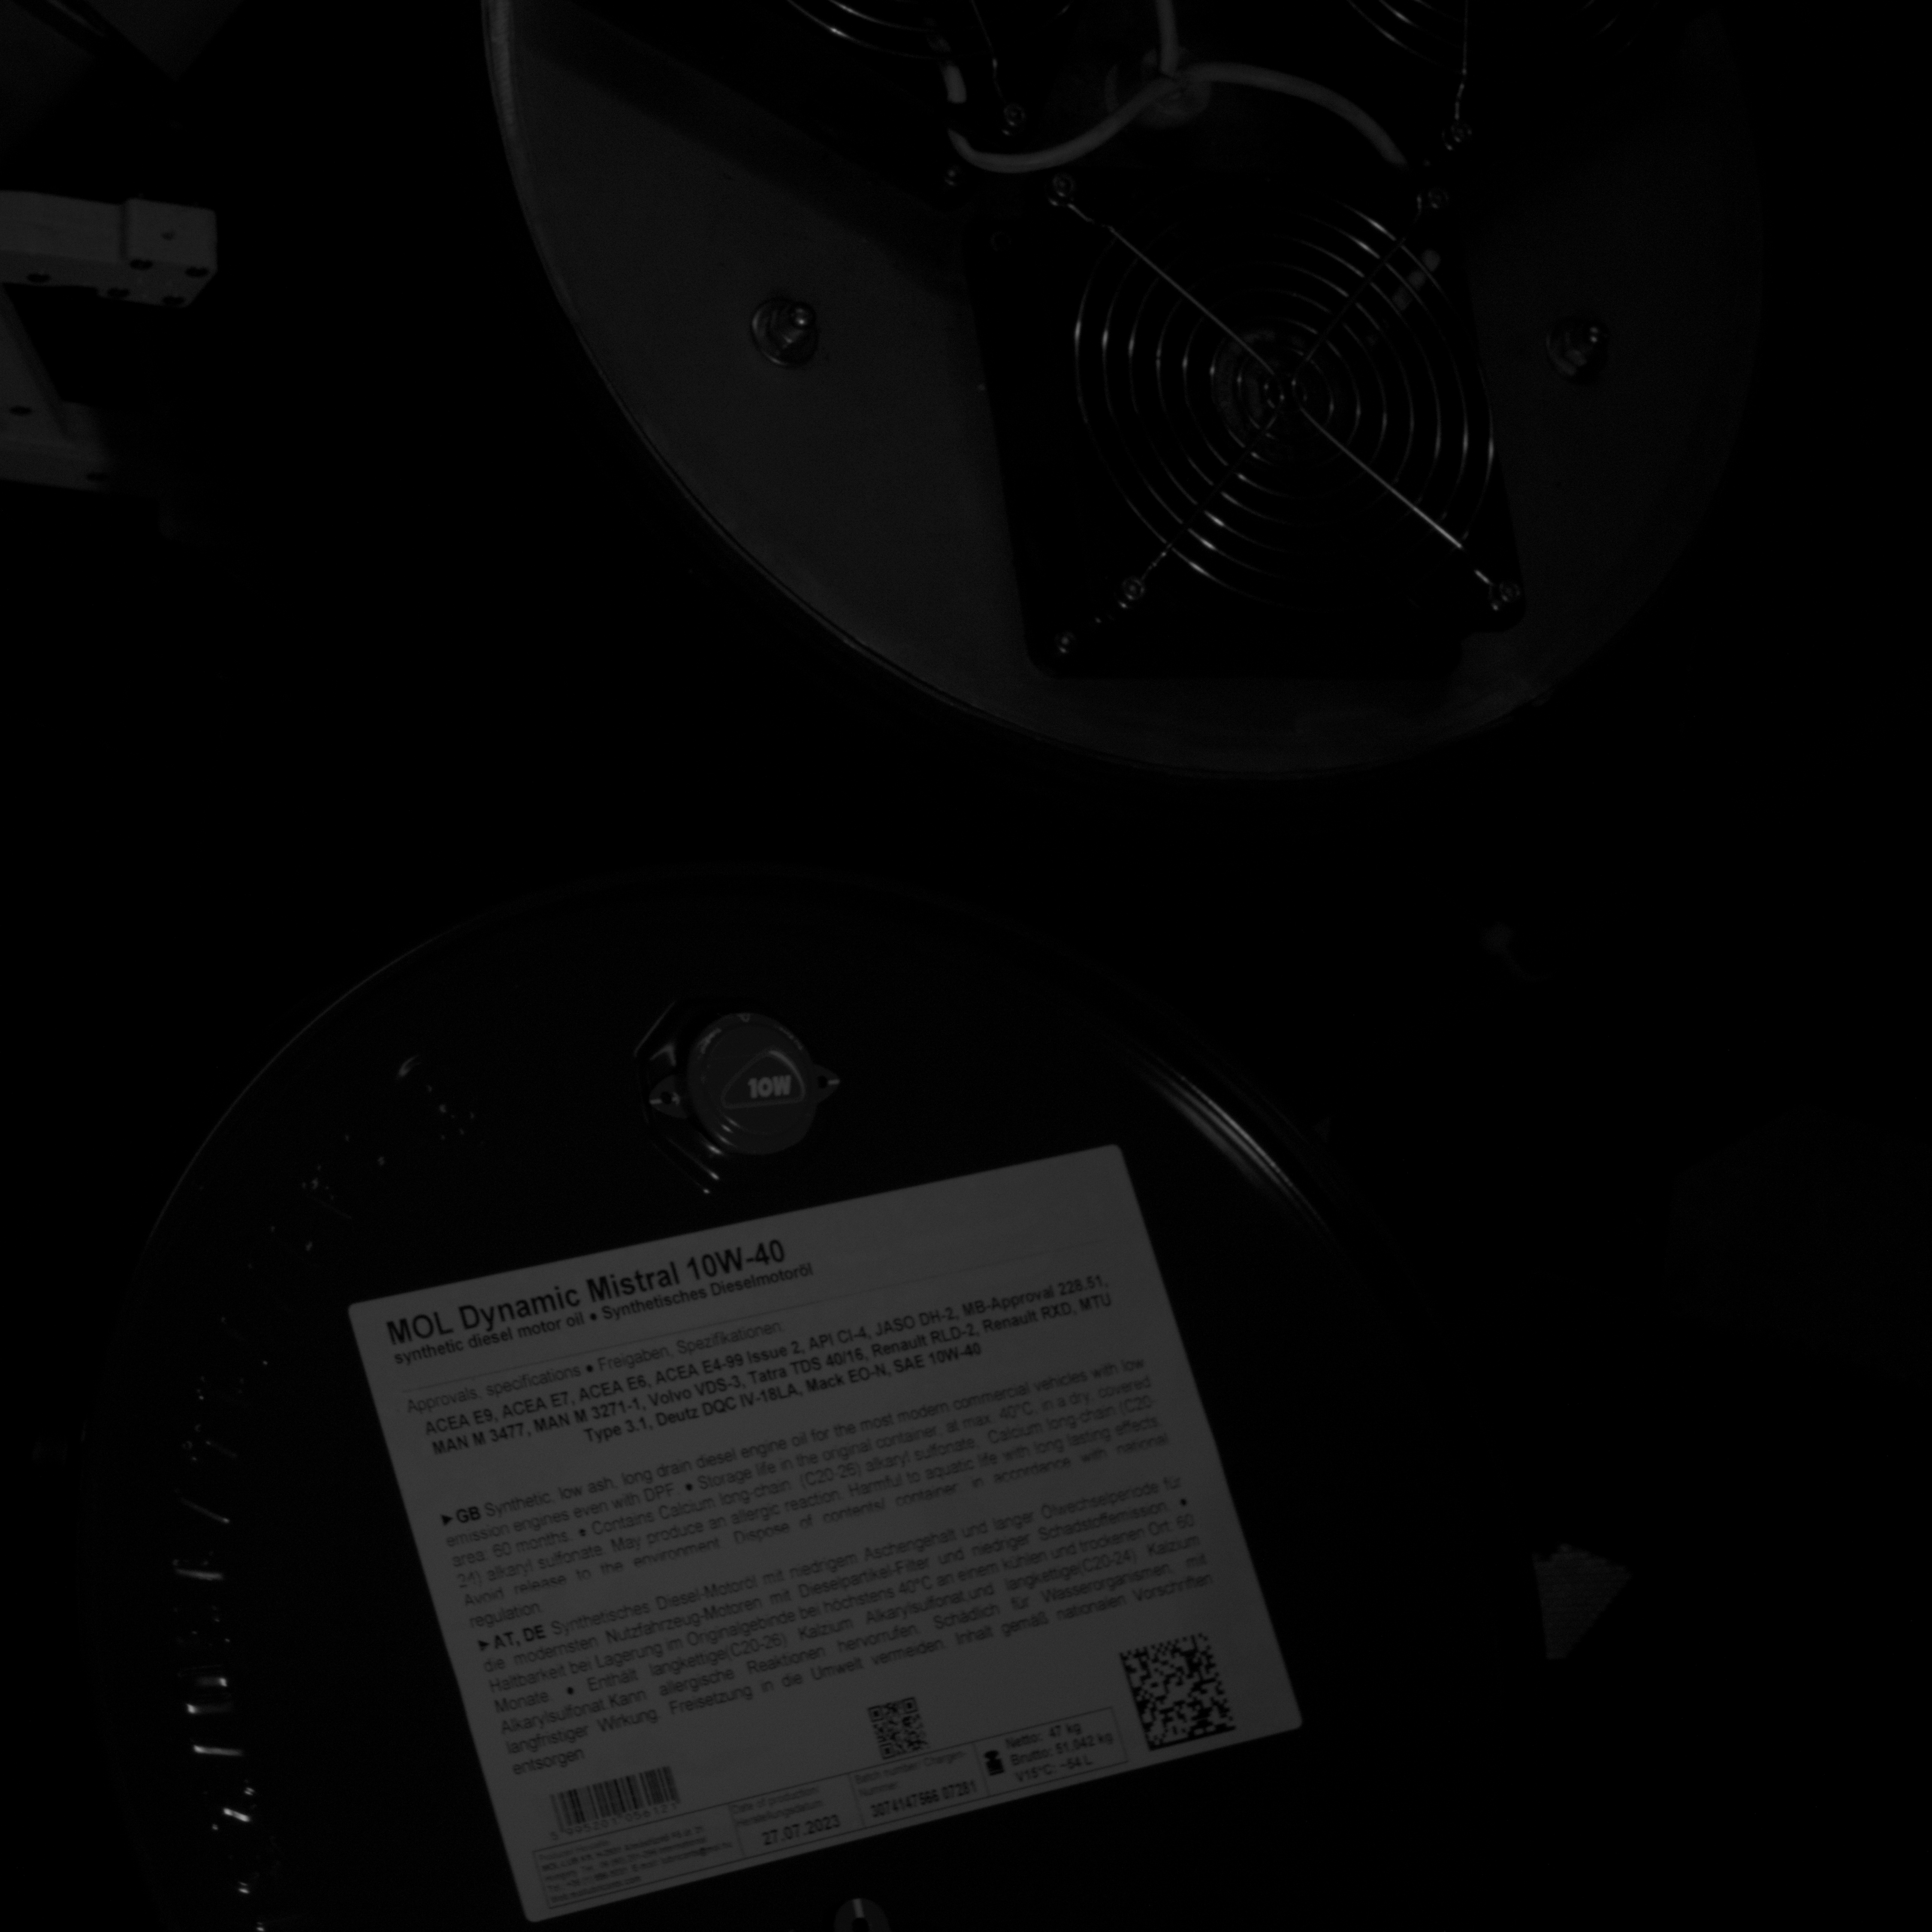 10W
MOL Dynamic Mistral 10W-40
synthetic diesel motor oil • Synthetisches Dieselmotoröl
Approvals, specifications • Freigaben, Spezifikationen:
ACEA E9, ACEA E7, ACEA E6, ACEA E4-99 Issue 2, API CI-4, JASO DH-2, MB-Approval 228.51,
MAN M 3477, MAN M 3271-1, Volvo VDS-3, Tatra TDS 40/16, Renault RLD-2, Renault RXD, MTU
Type 3.1, Deutz DQC IV-18LA, Mack EO-N, SAE 10W-40
➤GB Synthetic, low ash, long drain diesel engine oil for the most modern commercial vehicles with low
emission engines even with DPF. • Storage life in the original container, at max. 40°C, in a dry, covered
area: 60 months. • Contains Calcium long-chain (C20-26) alkaryl sulfonate, Calcium long-chain (C20-
24) alkaryl sulfonate. May produce an allergic reaction. Harmful to aquatic life with long lasting effects.
Avoid release to the environment. Dispose of contents/ container: in accordance with national
regulation.
➤AT, DE Synthetisches Diesel-Motoröl mit niedrigem Aschengehalt und langer Ölwechselperiode für
die modernsten Nutzfahrzeug-Motoren mit Dieselpartikel-Filter und niedriger Schadstoffemission. •
Haltbarkeit bei Lagerung im Originalgebinde bei höchstens 40°C an einem kühlen und trockenen Ort: 60
Monate. • Enthält langkettige(C20-26) Kalzium Alkarylsulfonat,und langkettige(C20-24) Kalzium
Alkarylsulfonat.Kann allergische Reaktionen hervorrufen. Schädlich für Wasserorganismen, mit
langfristiger Wirkung. Freisetzung in die Umwelt vermeiden. Inhalt gemäß nationalen Vorschriften
entsorgen.
Date of production/
Herstellungsdatum
27.07.2023
Batch number/ Chargen-
Nummer:
3074147566 07281
Netto: 47 kg
Brutto: 51,042 kg
V15°C: ~54 L